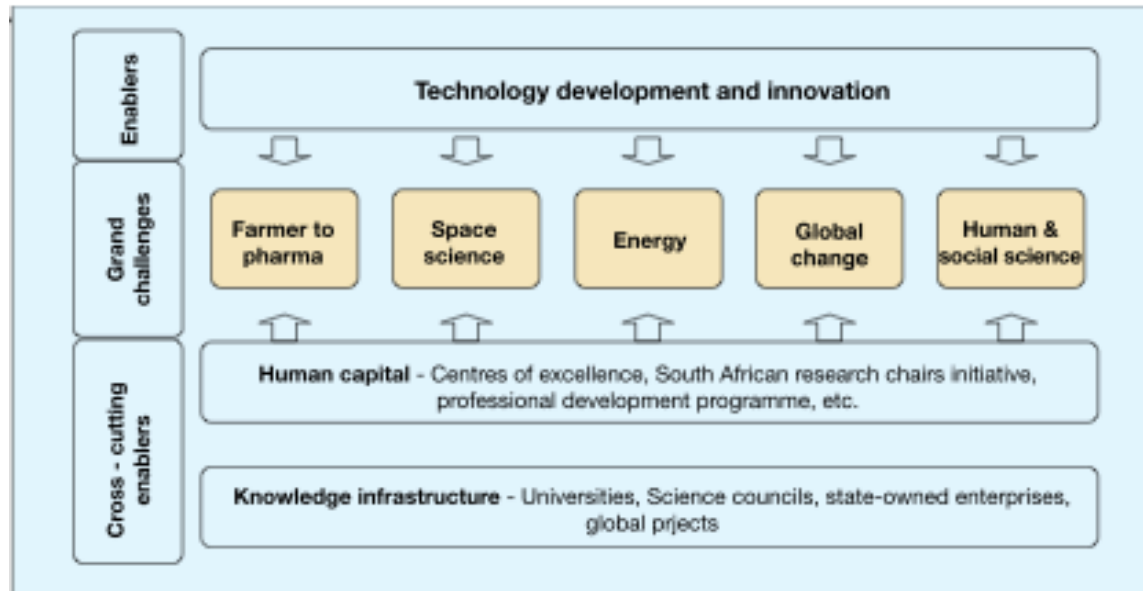 Enablers
Technology development and innovation
Grand
challenges
Farmer to
pharma
Space
science
Energy
Global
change
Human &
social science
Cross - cutting
enablers
Human capital - Centres of excellence, South African research chairs initiative,
professional development programme, etc.
Knowledge infrastructure - Universities, Science councils, state-owned enterprises,
global prjects